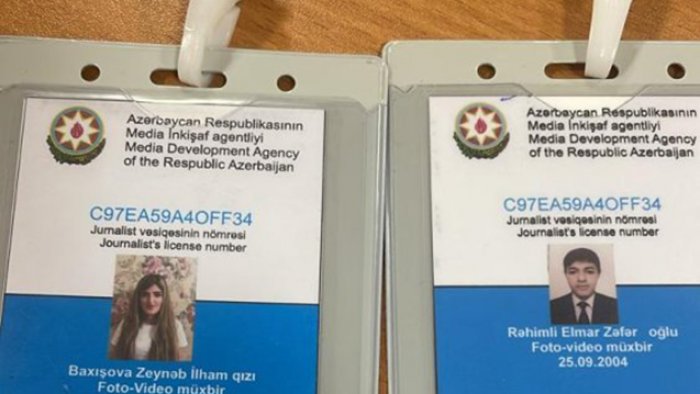 Azərbaycan Respublikasının
Media İnkişaf agentliyi
Media Development Agency
of the Respublic Azerbaijan
C97EA59A4OFF34
Jurnalist vəsiqəsinin nömrəsi
Journalist's license number
Baxışova Zeynəb İlham qızı
Foto-Video müxbir
Azərbaycan Respublikasının
Media İnkişaf agentliyi
Media Development Agency
of the Respublic Azerbaijan
C97EA59A4OFF34
Jurnalist vəsiqəsinin nömrəsi
Journalist's license number
Rəhimli Elmar Zəfər oğlu
Foto-video müxbir
25.09.2004